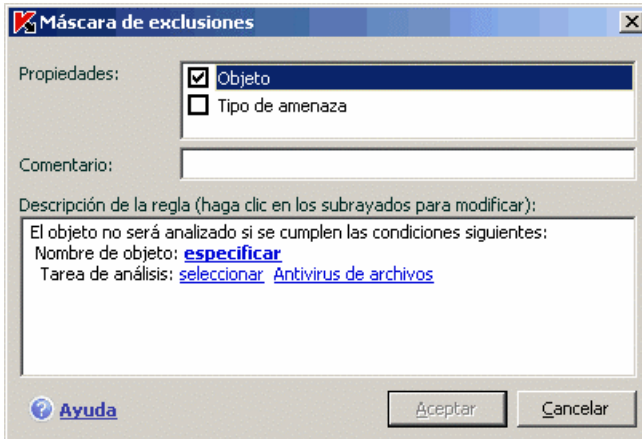 Máscara de exclusiones
Propiedades:
Objeto
Tipo de amenaza
Comentario:
Descripción de la regla (haga clic en los subrayados para modificar):
El objeto no será analizado si se cumplen las condiciones siguientes:
Nombre de objeto: especificar
Tarea de análisis: seleccionar Antivirus de archivos
Ayuda
Aceptar
Cancelar